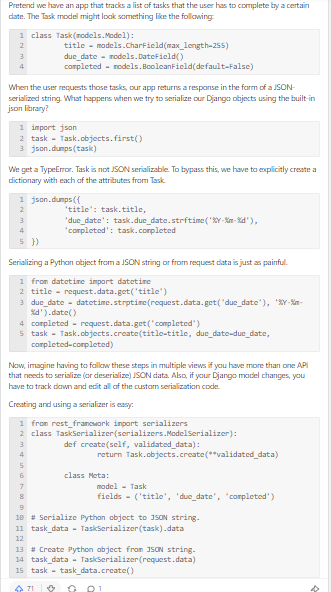 Pretend we have an app that tracks a list of tasks that the user has to complete by a certain
date. The Task model might look something like the following:
1 class Task(models.Model):
2 title = models.CharField(max_length=255)
3 due_date = models.DateField()
4 completed = models.BooleanField(default=False)
When the user requests those tasks, our app returns a response in the form of a JSON-
serialized string. What happens when we try to serialize our Django objects using the built-in
json library?
1 import json
2 task = Task.objects.first()
3 json.dumps(task)
We get a TypeError. Task is not JSON serializable. To bypass this, we have to explicitly create a
dictionary with each of the attributes from Task.
1 json.dumps({
2 'title': task.title,
3 'due_date': task.due_date.strftime('%Y-%m-%d'),
4 'completed': task.completed
5 })
Serializing a Python object from a JSON string or from request data is just as painful.
1 from datetime import datetime
2 title = request.data.get('title')
3 due_date = datetime.strptime(request.data.get('due_date'), '%Y-%m-
%d').date()
4 completed = request.data.get('completed')
5 task = Task.objects.create(title=title, due_date=due_date,
completed=completed)
Now, imagine having to follow these steps in multiple views if you have more than one API
that needs to serialize (or deserialize) JSON data. Also, if your Django model changes, you
have to track down and edit all of the custom serialization code.
Creating and using a serializer is easy:
1 from rest_framework import serializers
2 class TaskSerializer(serializers.ModelSerializer):
3 def create(self, validated_data):
4 return Task.objects.create(**validated_data)
5
6 class Meta:
7 model = Task
8 fields = ('title', 'due_date', 'completed')
9
10 # Serialize Python object to JSON string.
11 task_data = TaskSerializer(task).data
12
13 # Create Python object from JSON string.
14 task_data = TaskSerializer(request.data)
15 task = task_data.create()
71 1